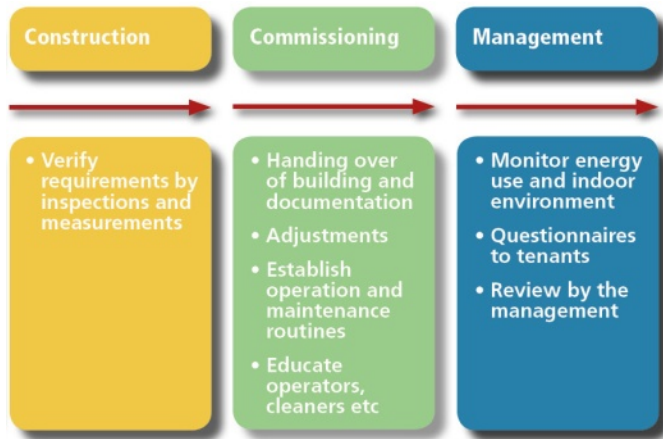 Construction
Commissioning
Management
• Verify
requirements by
inspections and
measurements
• Handing over
of building and
documentation
• Adjustments
• Establish
operation and
maintenance
routines
• Educate
operators,
cleaners etc
• Monitor energy
use and indoor
environment
• Questionnaires
to tenants
• Review by the
management